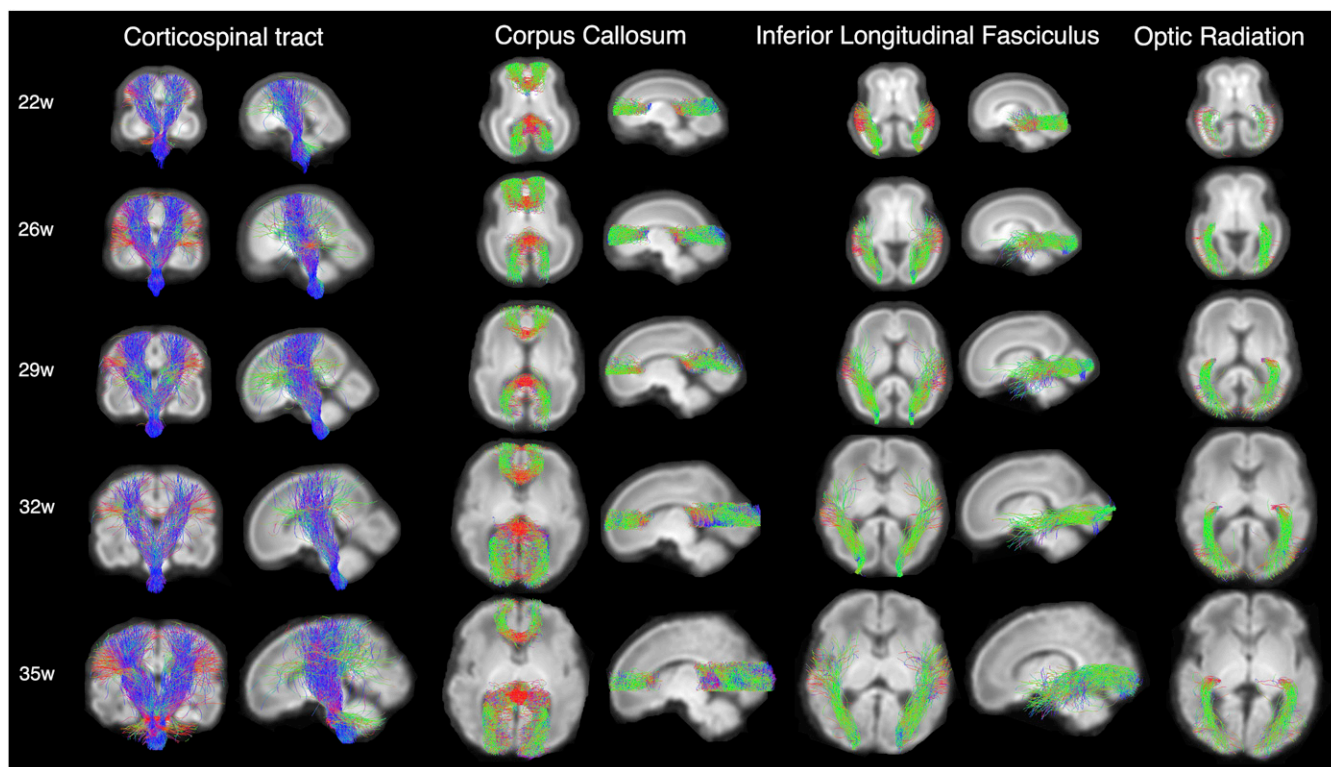 Corticospinal tract
Corpus Callosum
Inferior Longitudinal Fasciculus
Optic Radiation
22w
26w
29w
32w
35w